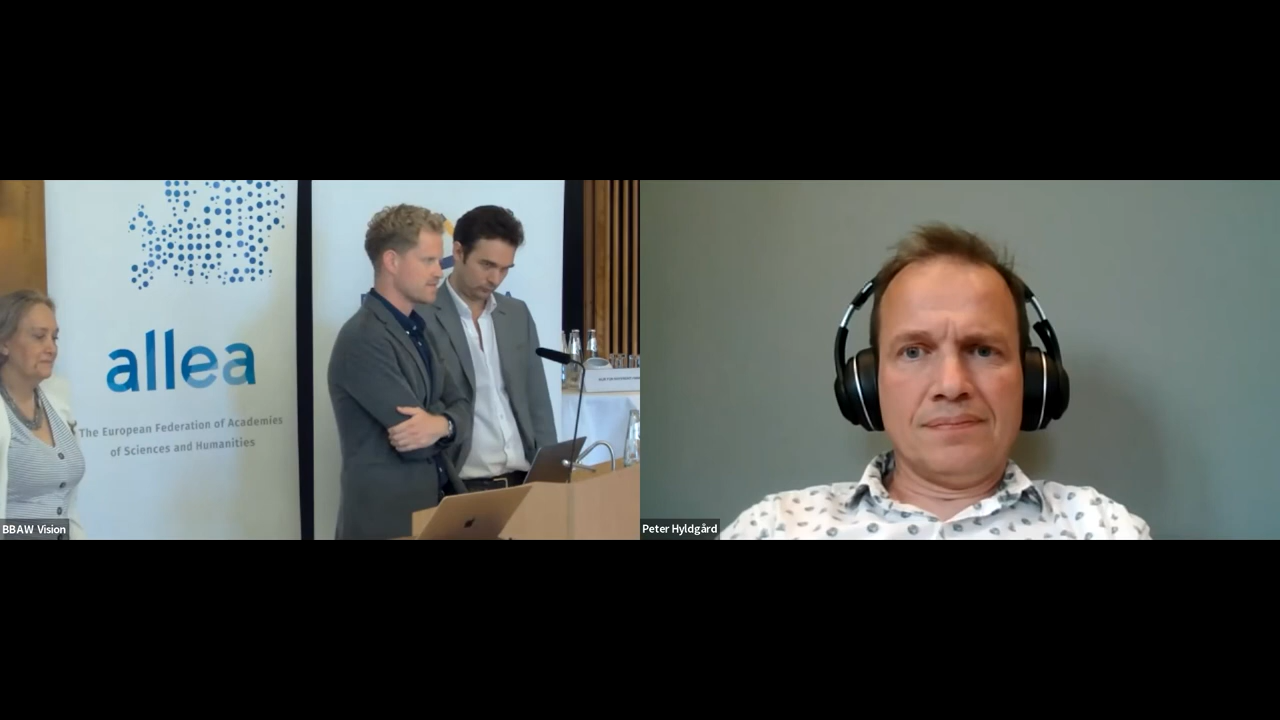 allea
The European Federation of Academies
of Sciences and Humanities
BBAW Vision
Peter Hyldgård